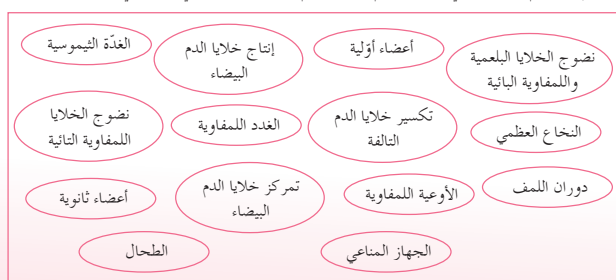 نضوج الخلايا البلعمية
واللمفاوية البائية
أعضاء أوّلية
إنتاج خلايا الدم
البيضاء
الغدّة الثيموسية
النخاع العظمي
تكسير خلايا الدم
التالفة
الغدد اللمفاوية
نضوج الخلايا
اللمفاوية التائية
دوران اللمف
الأوعية اللمفاوية
تمركز خلايا الدم
البيضاء
أعضاء ثانوية
الجهاز المناعي
الطحال